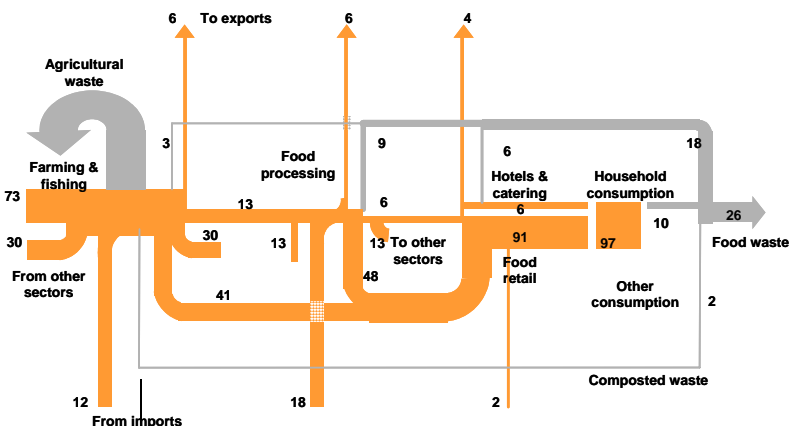 6 To exports 6 4
Agricultural
waste
3 9 6 18
Food
processing
Farming &
fishing
Hotels &
catering
Household
consumption
73 13 6 6 10 26
30 30 13 13 To other
sectors
91 97 Food waste
From other
sectors
Food
retail
48
41
Other
consumption
2
Composted waste
12 18 2
From imports